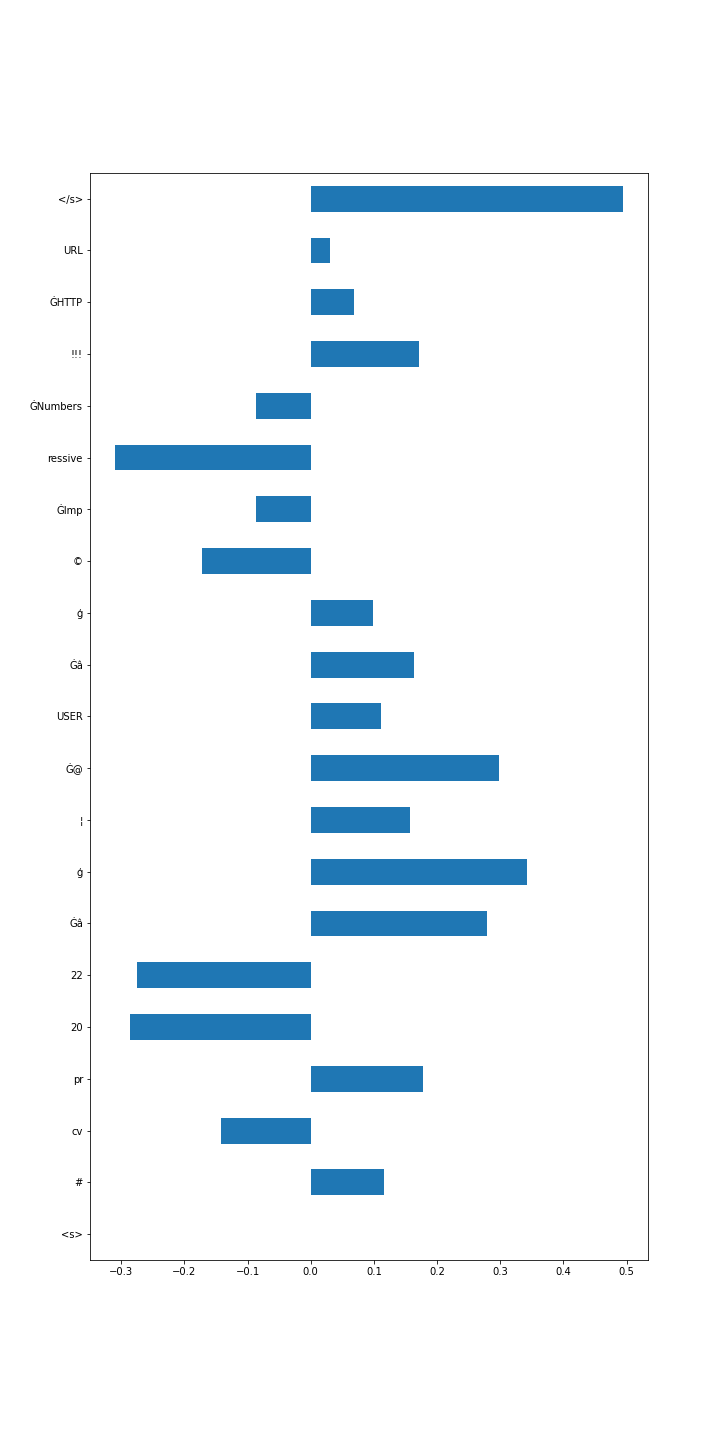 </s>
URL
ĠHTTP
!!!
ĠNumbers
ressive
ĠImp
©
ġ
Ġâ
USER
Ġ@
¦
ġ
Ġâ
22
20
pr
cv
#
<s>
−0.3 −0.2 −0.1 0.0 0.1 0.2 0.3 0.4 0.5